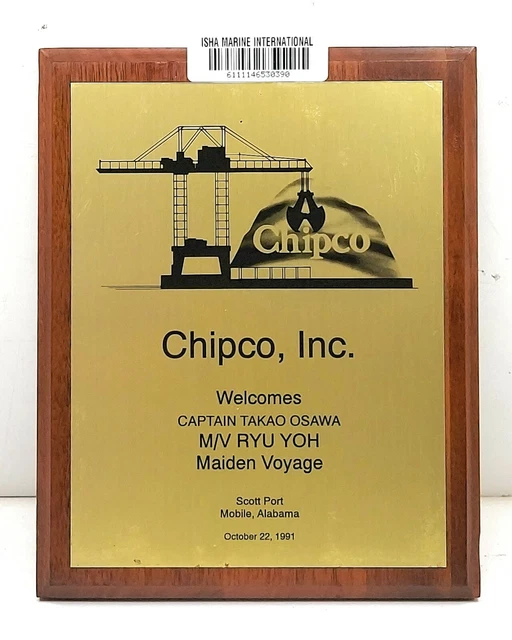 ISHA MARINE INTERNATIONAL
6111146530390
Chipco
Chipco, Inc.
Welcomes
CAPTAIN TAKAO OSAWA
M/V RYU YOH
Maiden Voyage
Scott Port
Mobile, Alabama
October 22, 1991